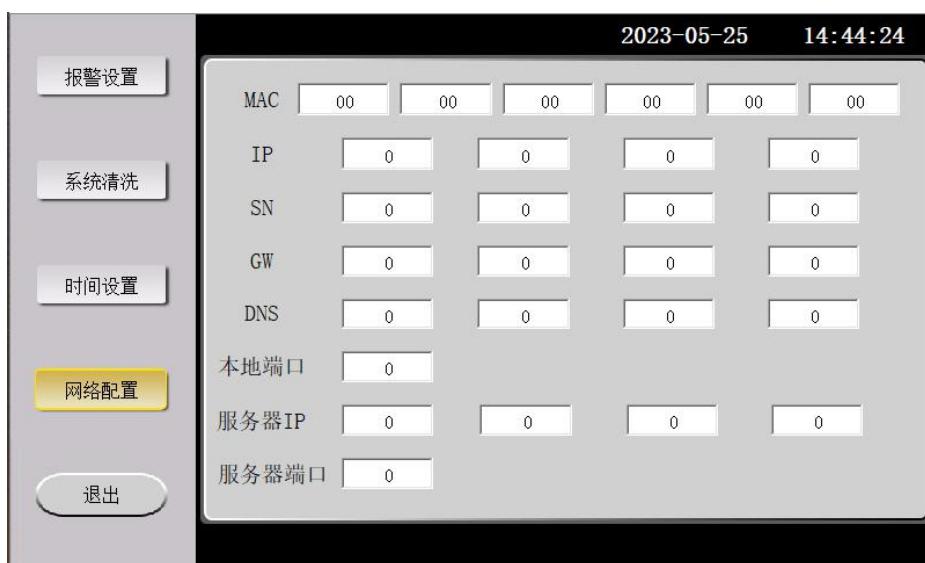 2023-05-25 14:44:24
报警设置
系统清洗
时间设置
网络配置
退出
MAC 00 00 00 00 00 00
IP 0 0 0 0
SN 0 0 0 0
GW 0 0 0 0
DNS 0 0 0 0
本地端口 0
服务器IP 0 0 0 0
服务器端口 0